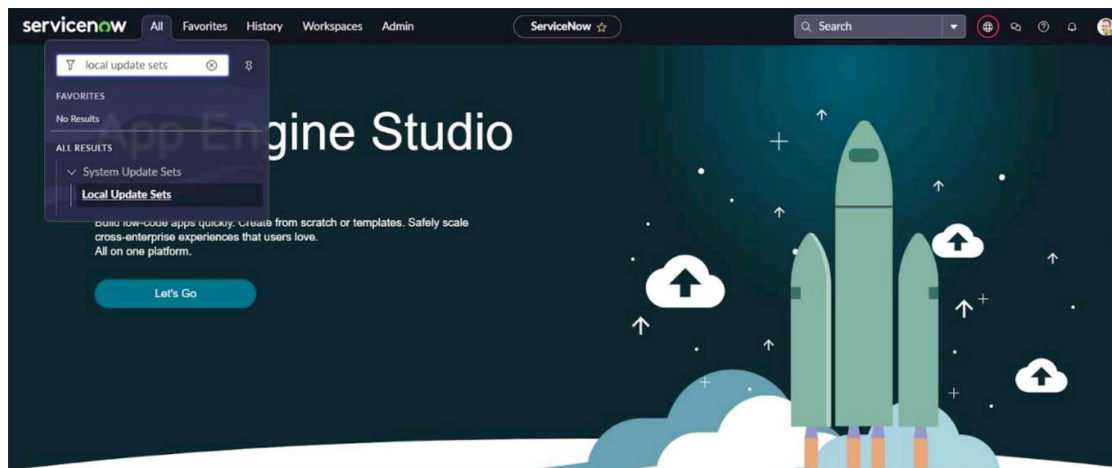 servicenow All Favorites History Workspaces Admin ServiceNow Search
local update sets
FAVORITES
No Results
App Engine Studio
ALL RESULTS
System Update Sets
Local Update Sets
Build low-code apps quickly. Create from scratch or templates. Safely scale
cross-enterprise experiences that users love.
All on one platform.
Let's Go